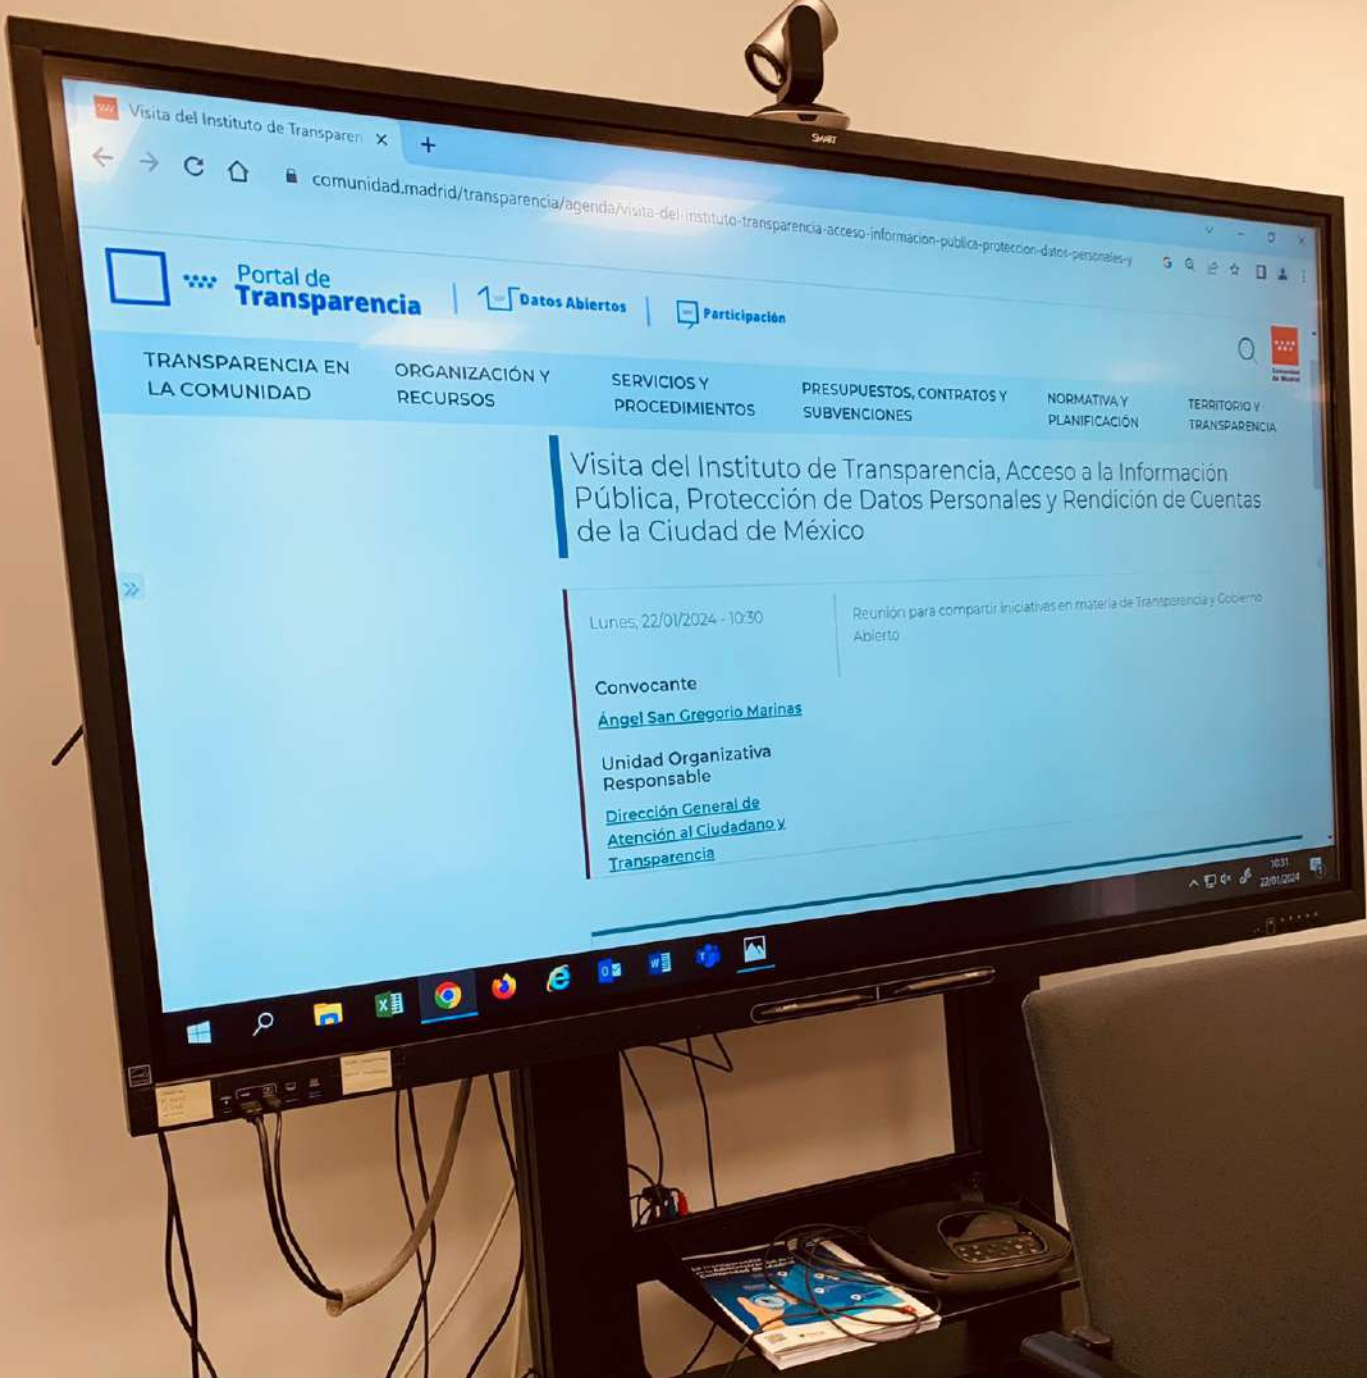 SMART
Visita del Instituto de Transparen
comunidad.madrid/transparencia/agenda/visita-del-instituto-transparencia-acceso-informacion-publica-proteccion-datos-personales-y
Portal de
Transparencia
Datos Abiertos
Participación
Comunidad
de Madrid
TRANSPARENCIA EN
LA COMUNIDAD
ORGANIZACIÓN Y
RECURSOS
SERVICIOS Y
PROCEDIMIENTOS
PRESUPUESTOS, CONTRATOS Y
SUBVENCIONES
NORMATIVA Y
PLANIFICACIÓN
TERRITORIO Y
TRANSPARENCIA
Visita del Instituto de Transparencia, Acceso a la Información
Pública, Protección de Datos Personales y Rendición de Cuentas
de la Ciudad de México
Lunes, 22/01/2024 - 10:30
Reunión para compartir iniciativas en materia de Transparencia y Gobierno
Abierto
Convocante
Ángel San Gregorio Marinas
Unidad Organizativa
Responsable
Dirección General de
Atención al Ciudadano y
Transparencia
10:31
22/01/2024